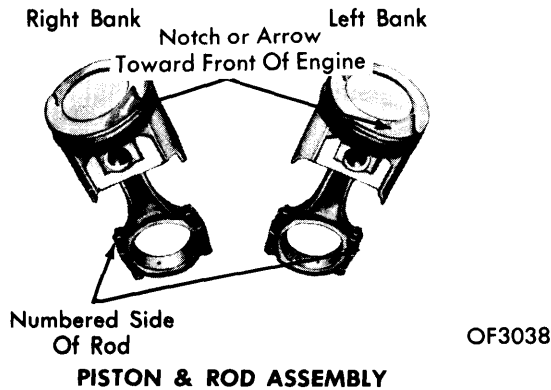 Right Bank
Left Bank
Notch or Arrow
Toward Front Of Engine
Numbered Side
Of Rod
OF3038
PISTON & ROD ASSEMBLY